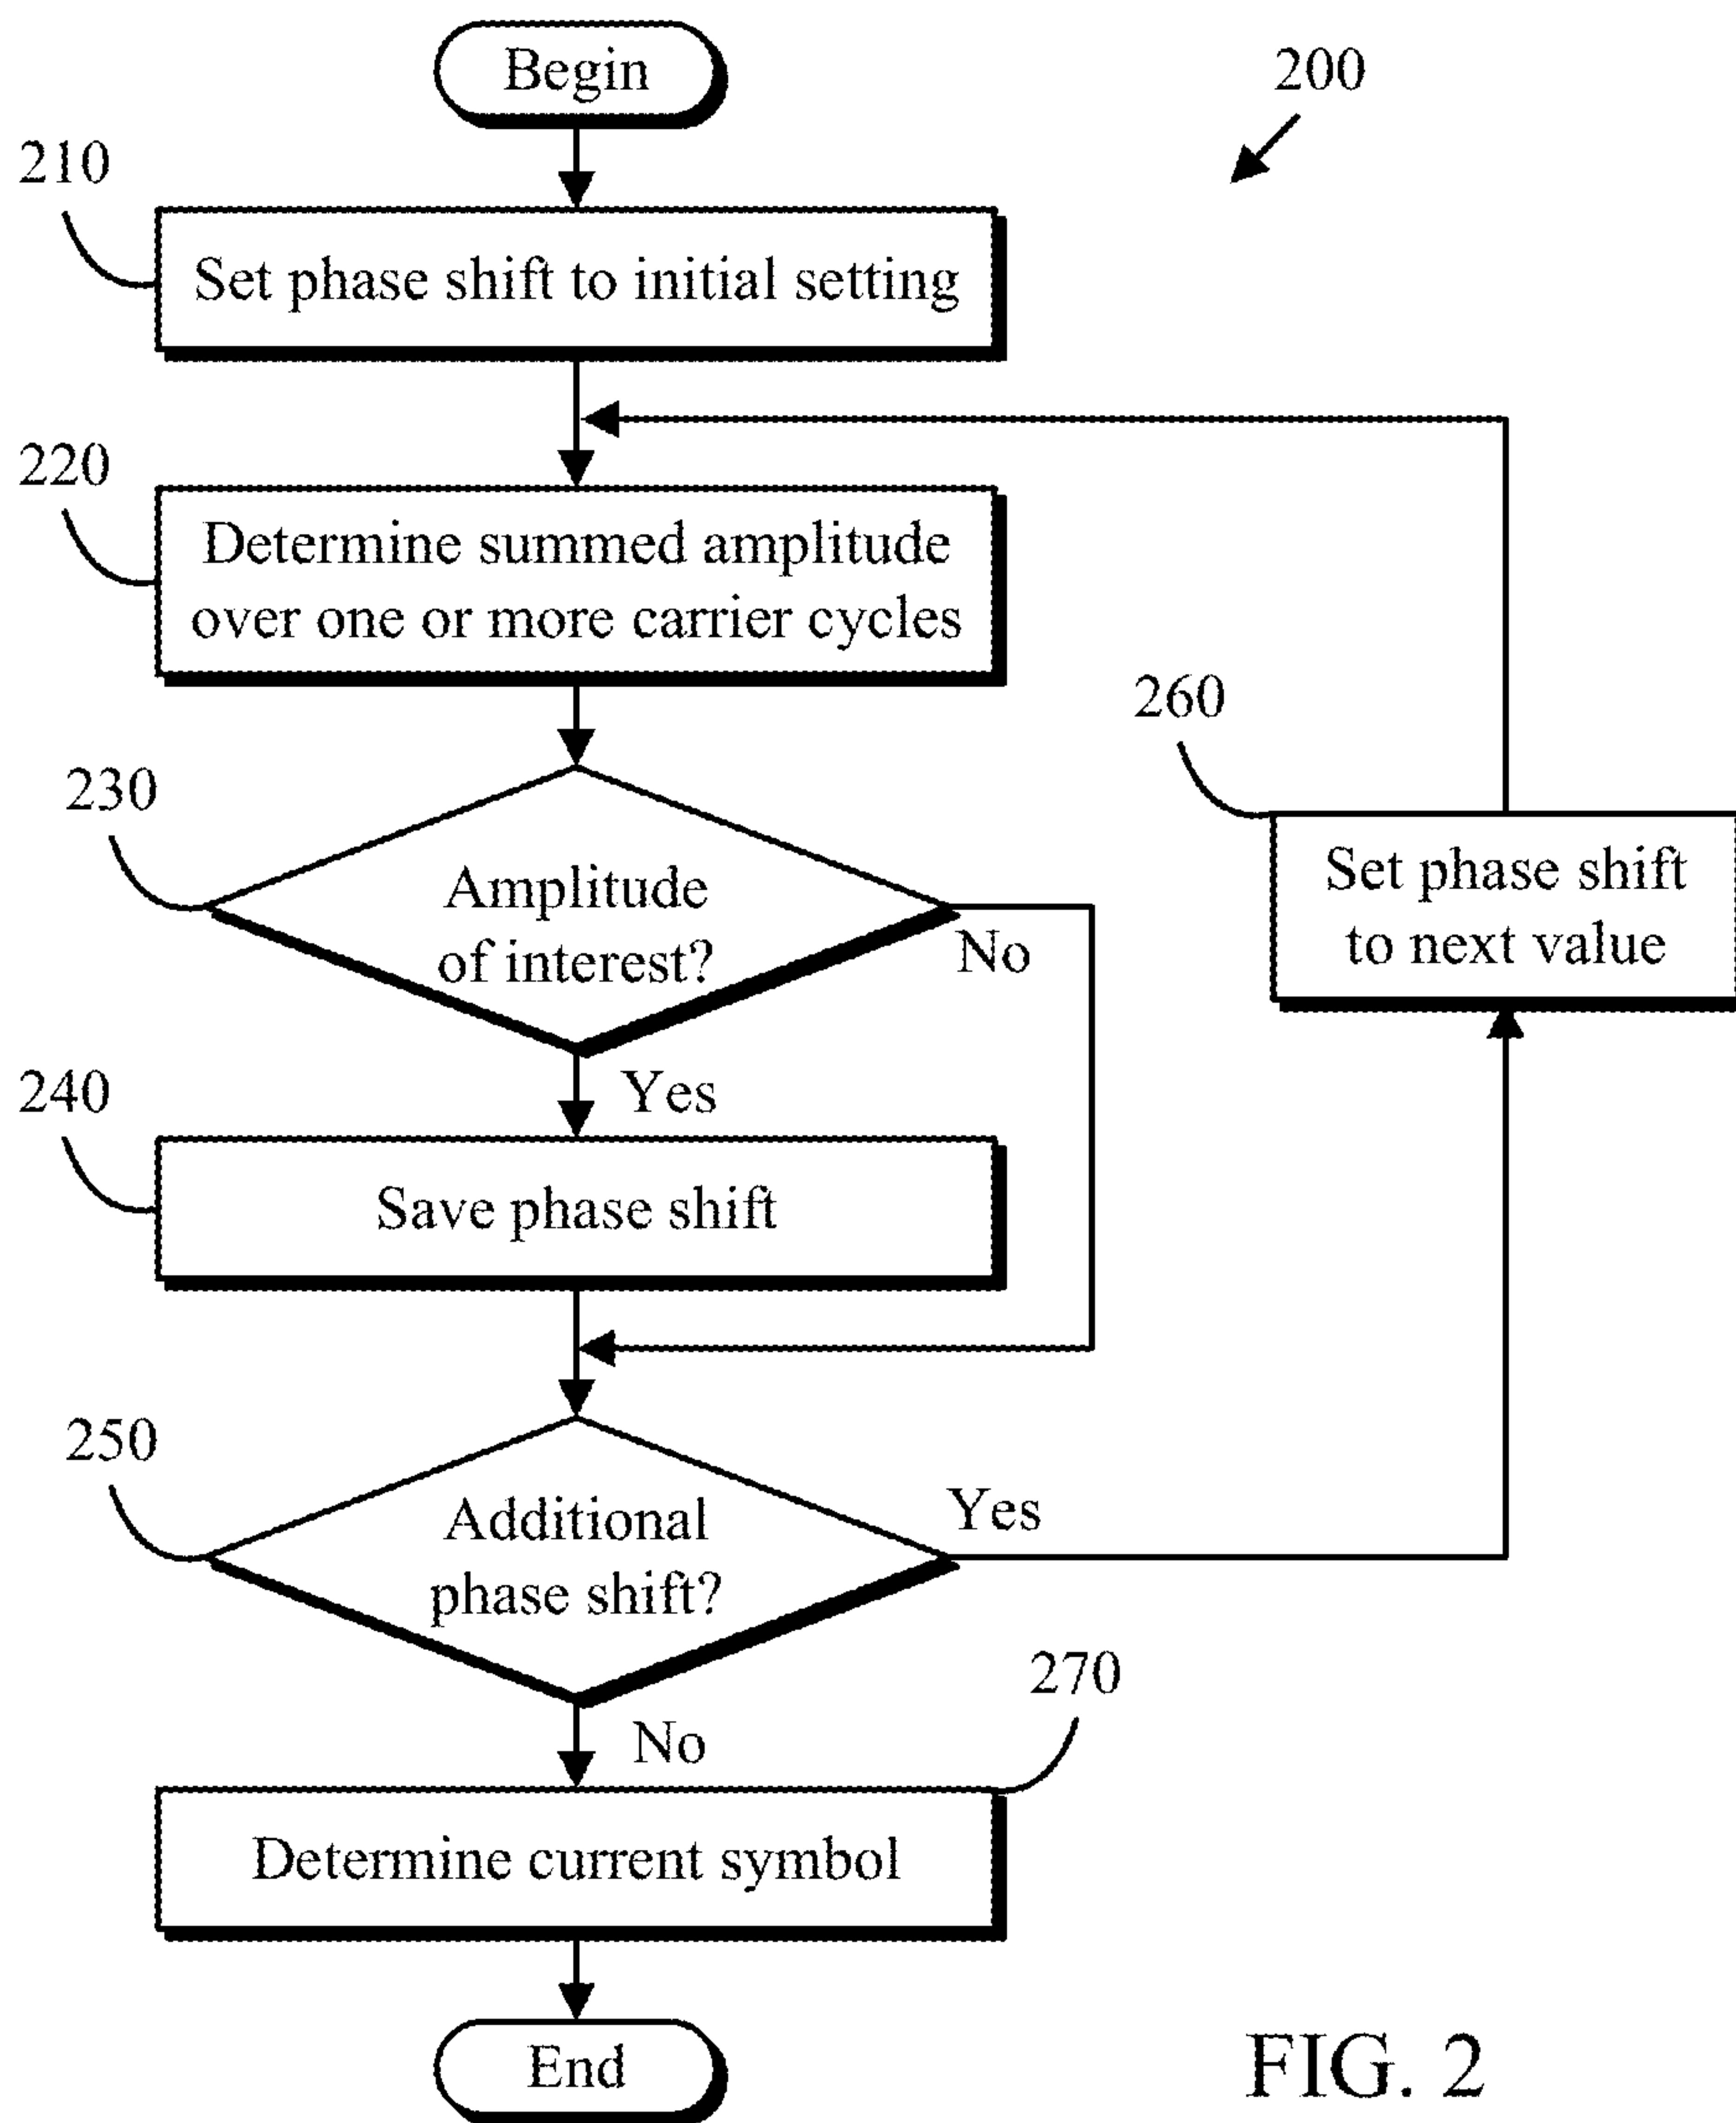 Begin
200
210
Set phase shift to initial setting
220
Determine summed amplitude
over one or more carrier cycles
260
Set phase shift
to next value
230
Amplitude
of interest?
No
Yes
240
Save phase shift
250
Additional
phase shift?
Yes
270
No
Determine current symbol
End
FIG. 2